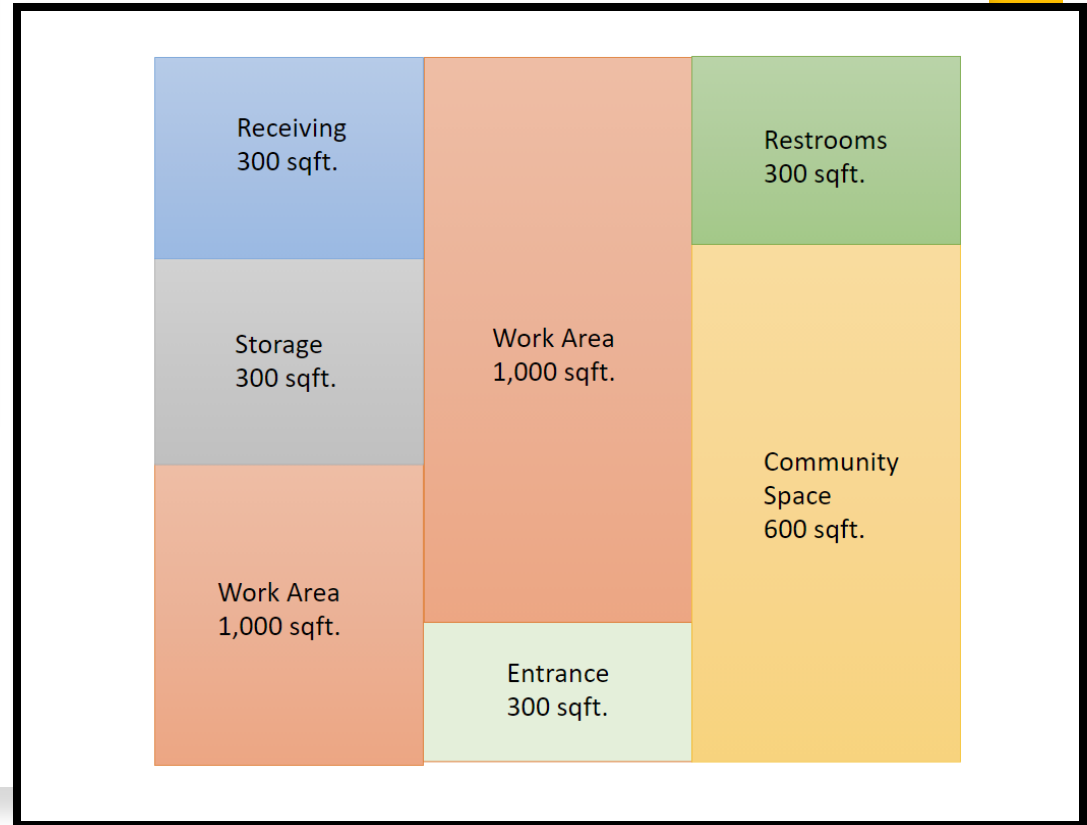 Receiving
300 sqft.
Storage
300 sqft.
Work Area
1,000 sqft.
Work Area
1,000 sqft.
Entrance
300 sqft.
Restrooms
300 sqft.
Community
Space
600 sqft.